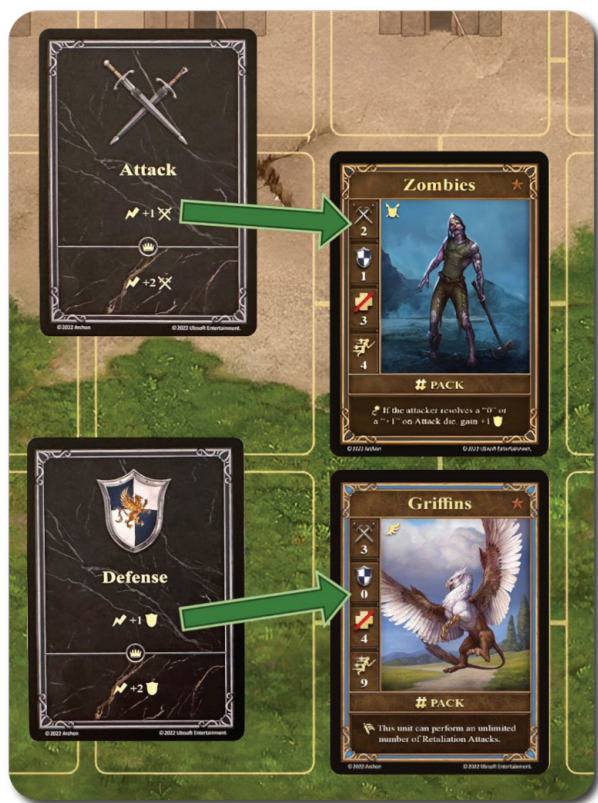 Attack
+1
+2
© 2022 Archon © 2022 Ubisoft Entertainment.
Zombies
2
1
3
4
# PACK
If the attacker resolves a "0" or
a "+1" on Attack die, gain +1
© 2022 Archon © 2022 Ubisoft Entertainment.
Defense
+1
+2
© 2022 Archon © 2022 Ubisoft Entertainment.
Griffins
3
0
4
9
# PACK
This unit can perform an unlimited
number of Retaliation Attacks.
© 2022 Archon © 2022 Ubisoft Entertainment.